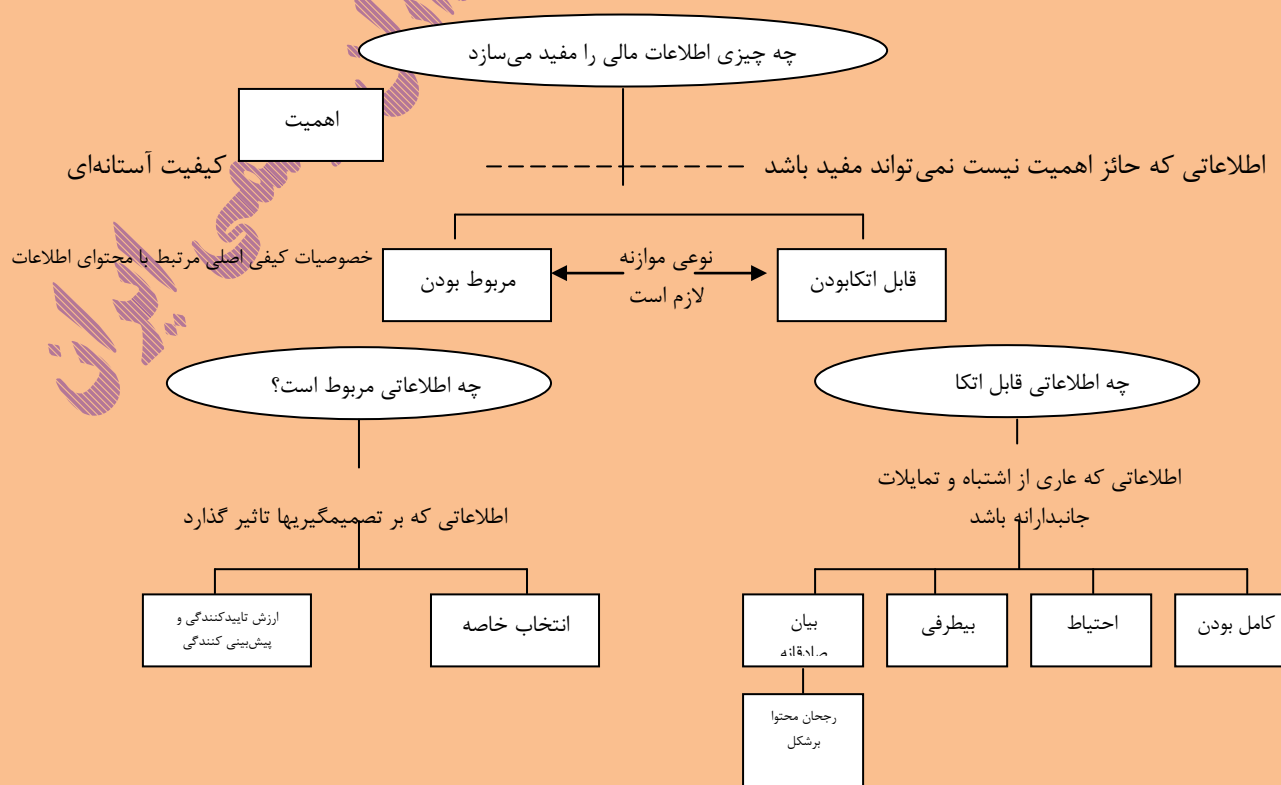 چه چیزی اطلاعات مالی را مفید می‌سازد
اهمیت
اطلاعاتی که حائز اهمیت نیست نمی‌تواند مفید باشد
کیفیت آستانه‌ای
خصوصیات کیفی اصلی مرتبط با محتوای اطلاعات
قابل اتکابودن
نوعی موازنه
لازم است
مربوط بودن
چه اطلاعاتی قابل اتکا
چه اطلاعاتی مربوط است؟
اطلاعاتی که عاری از اشتباه و تمایلات
جانبدارانه باشد
اطلاعاتی که بر تصمیمگیریها تاثیر گذارد
کامل بودن
احتیاط
بیطرفی
بیان
صادقانه
انتخاب خاصه
ارزش تاییدکنندگی و
پیش‌بینی کنندگی
رجحان محتوا
برشکل
ایران